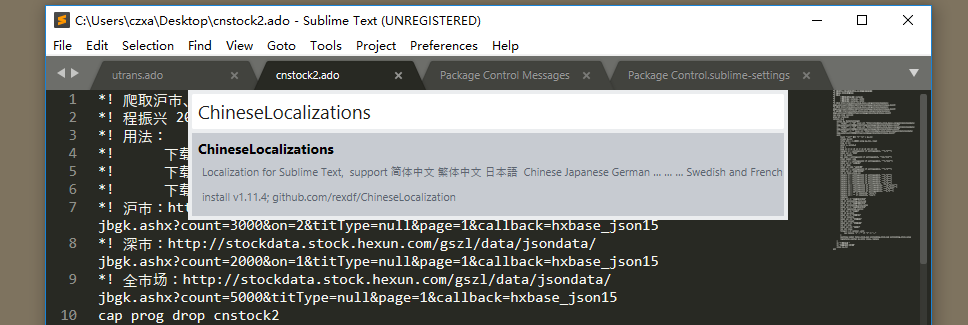 C:\Users\czxa\Desktop\cnstock2.ado - Sublime Text (UNREGISTERED)
File Edit Selection Find View Goto Tools Project Preferences Help
utrans.ado cnstock2.ado Package Control Messages Package Control.sublime-settings
1 *! 爬取沪市、
ChineseLocalizations
2 *! 程振兴 20
3 *! 用法：
ChineseLocalizations
4 *! 下载
Localization for Sublime Text, support 简体中文 繁体中文 日本語 Chinese Japanese German ... ... ... Swedish and French
5 *! 下载
6 *! 下载
install v1.11.4; github.com/rexdf/ChineseLocalization
7 *! 沪市：htt
jbgk.ashx?count=3000&on=2&titType=null&page=1&callback=hxbase_json15
8 *! 深市：http://stockdata.stock.hexun.com/gszl/data/jsondata/
jbgk.ashx?count=2000&on=1&titType=null&page=1&callback=hxbase_json15
9 *! 全市场：http://stockdata.stock.hexun.com/gszl/data/jsondata/
jbgk.ashx?count=5000&titType=null&page=1&callback=hxbase_json15
10 cap prog drop cnstock2